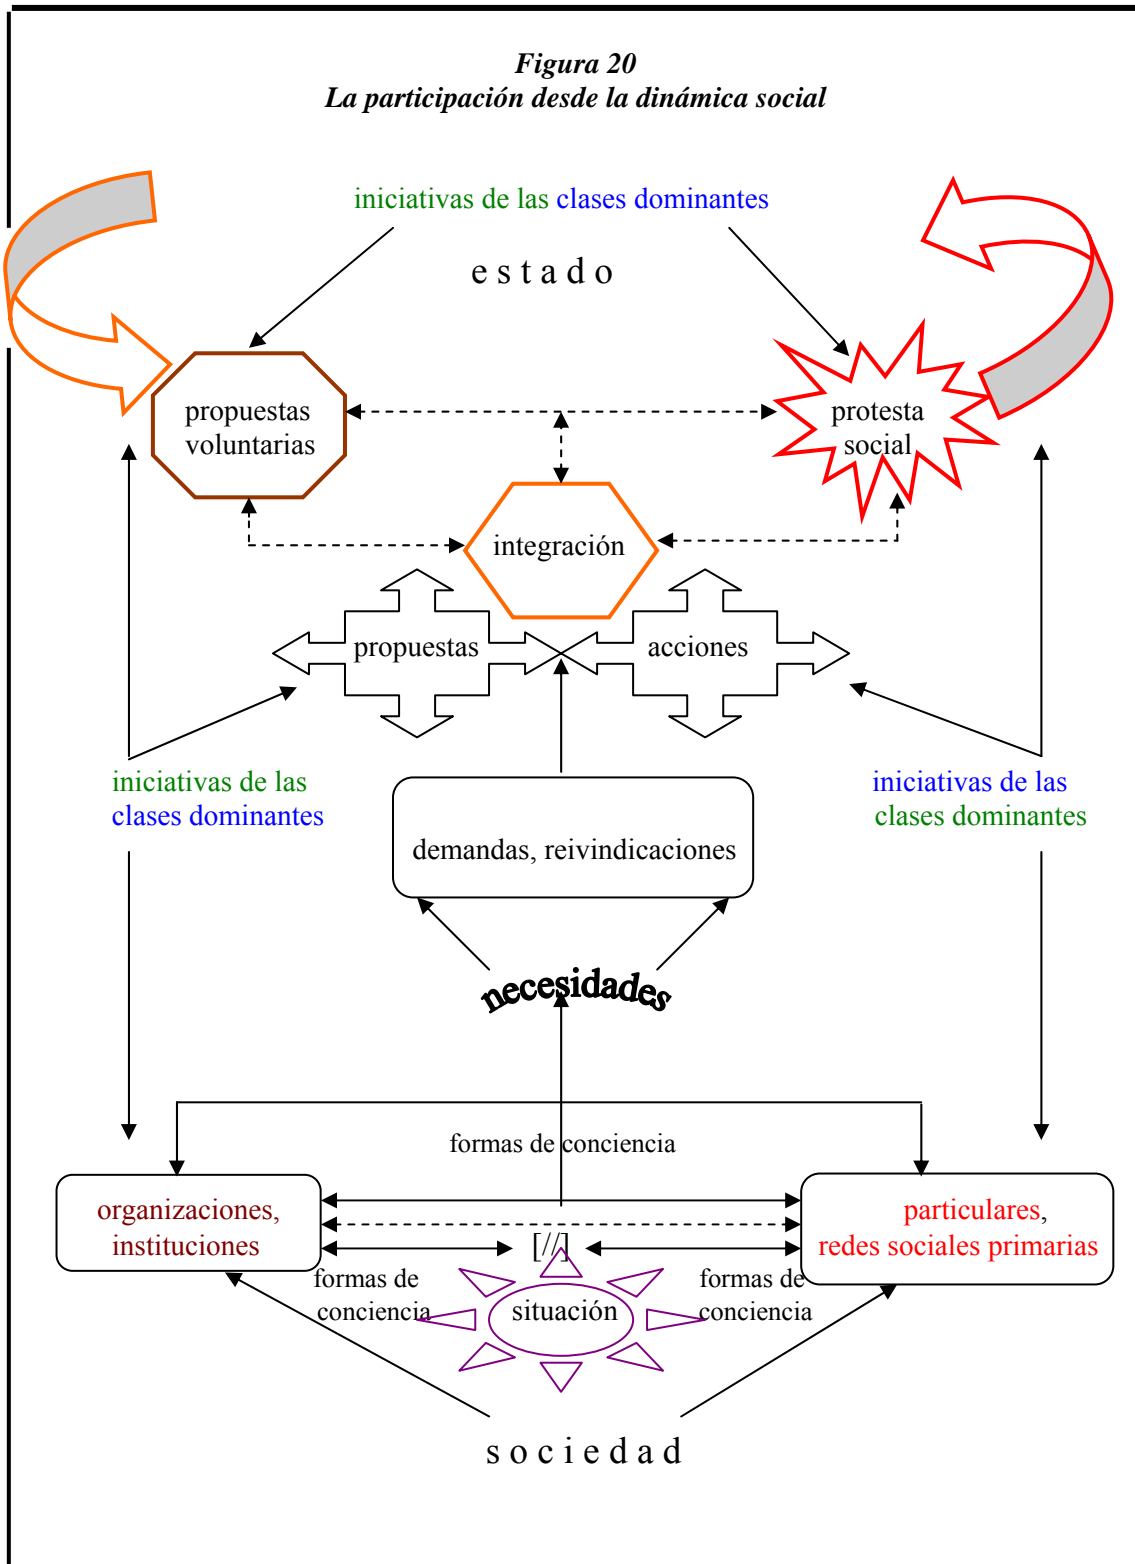 Figura 20
La participación desde la dinámica social
iniciativas de las clases dominantes
e s t a d o
propuestas
voluntarias
protesta
social
integración
propuestas
acciones
iniciativas de las
clases dominantes
iniciativas de las
clases dominantes
demandas, reivindicaciones
necesidades
formas de conciencia
organizaciones,
instituciones
particulares,
redes sociales primarias
[//]
formas de
conciencia
formas de
conciencia
situación
s o c i e d a d